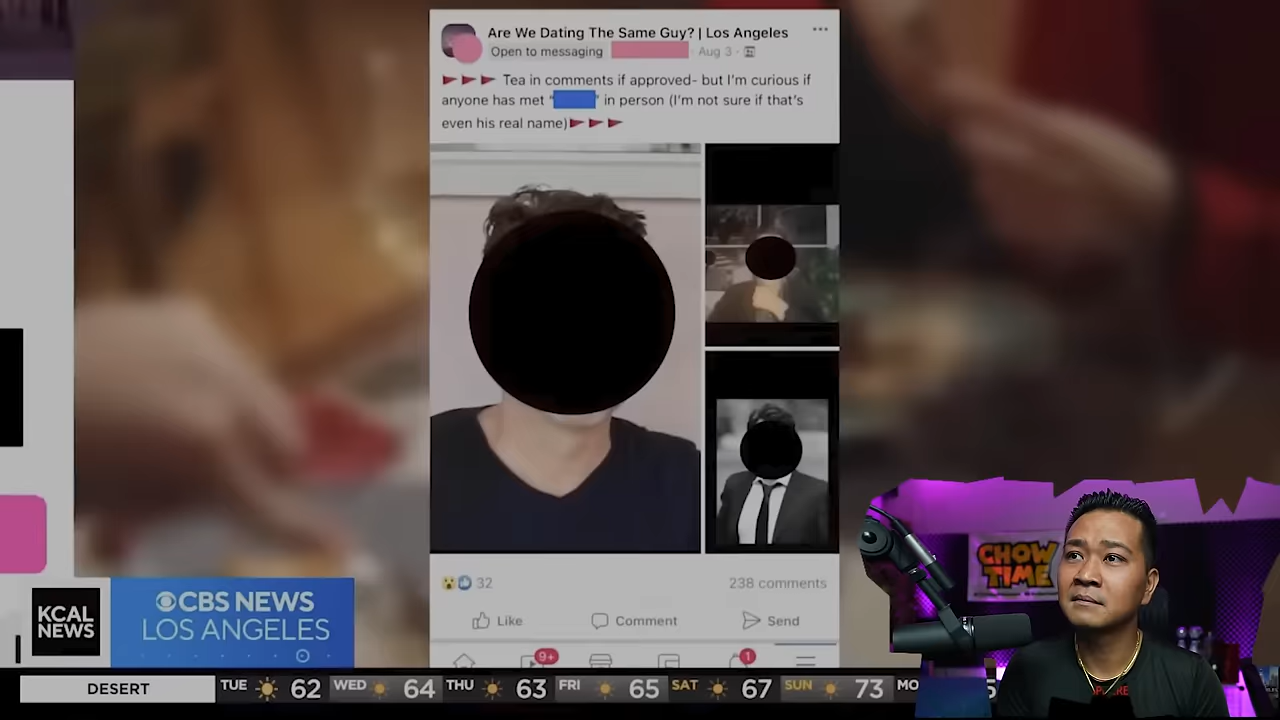 Are We Dating The Same Guy? | Los Angeles
Open to messaging · Aug 3 ·
Tea in comments if approved- but I'm curious if
anyone has met " " in person (I'm not sure if that's
even his real name)
32
238 comments
Like
Comment
Send
9+
1
KCAL
NEWS
CBS NEWS
LOS ANGELES
CHOW
TIME
DESERT
TUE 62 WED 64 THU 63 FRI 65 SAT 67 SUN 73 MO